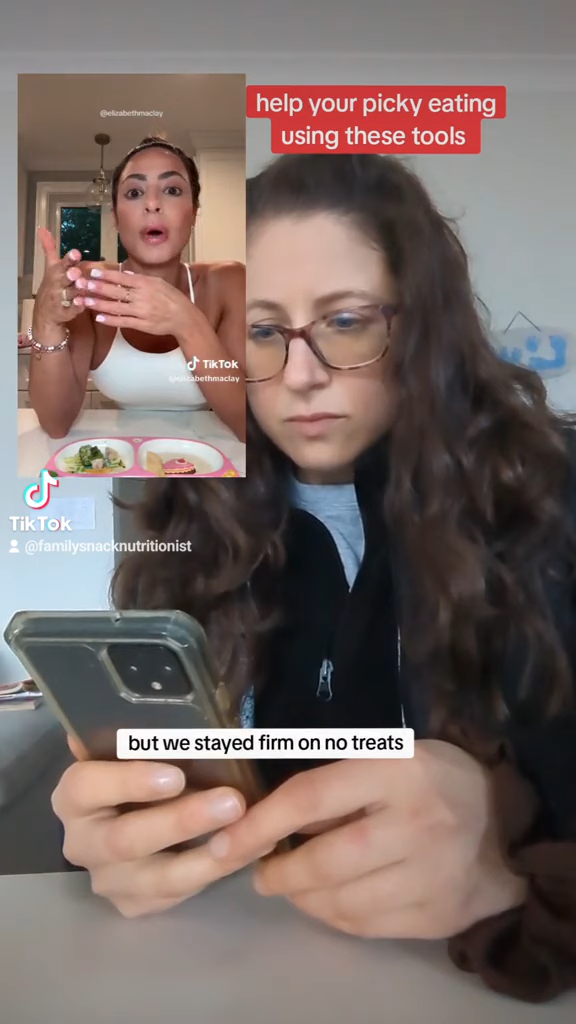 @elizabethmaclay
help your picky eating
using these tools
TikTok
@elizabethmaclay
TikTok
@familysnacknutritionist
but we stayed firm on no treats